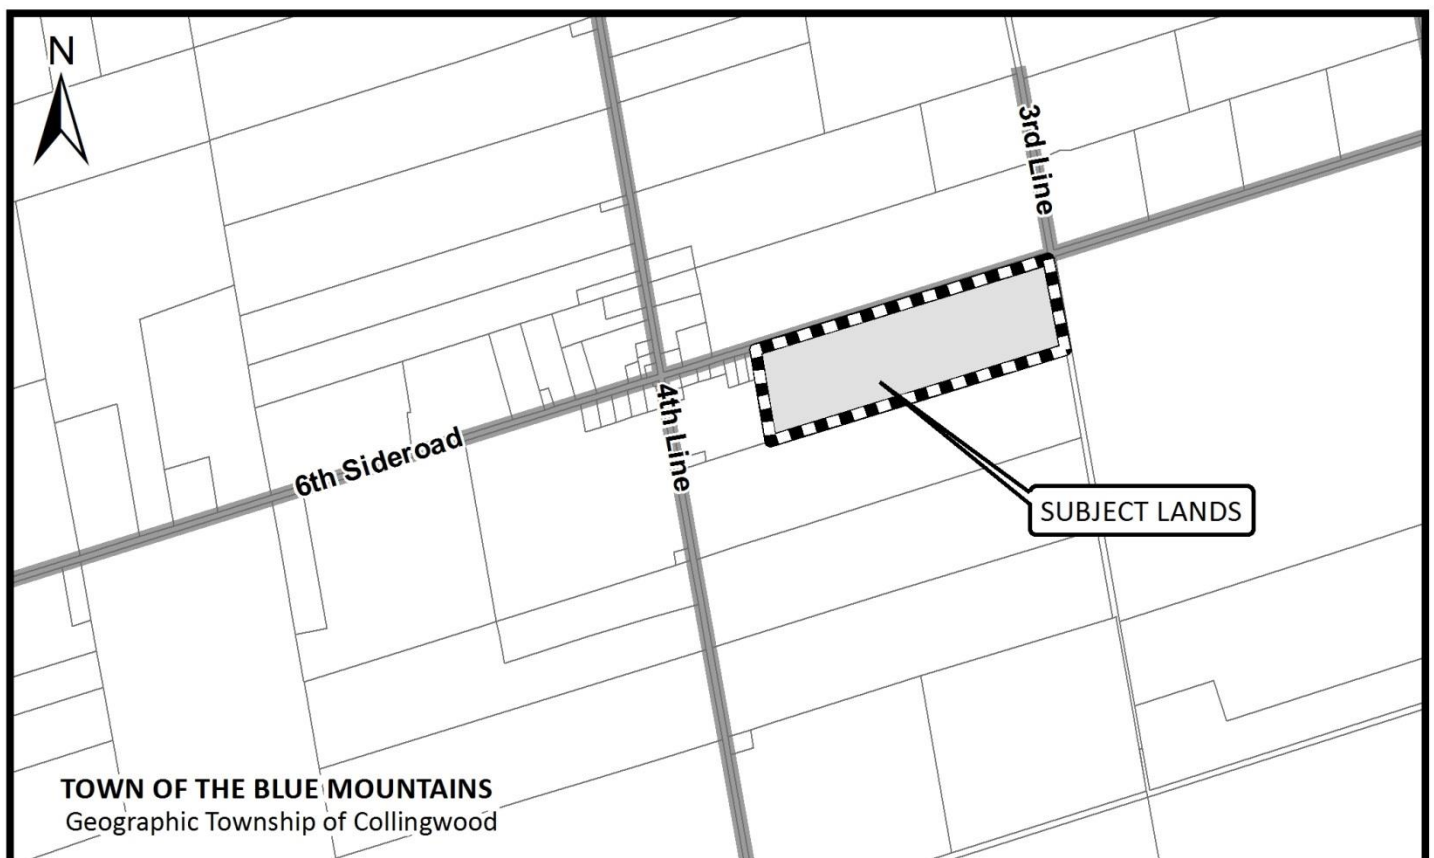 N
3rd Line
4th Line
6th Sideroad
SUBJECT LANDS
TOWN OF THE BLUE MOUNTAINS
Geographic Township of Collingwood